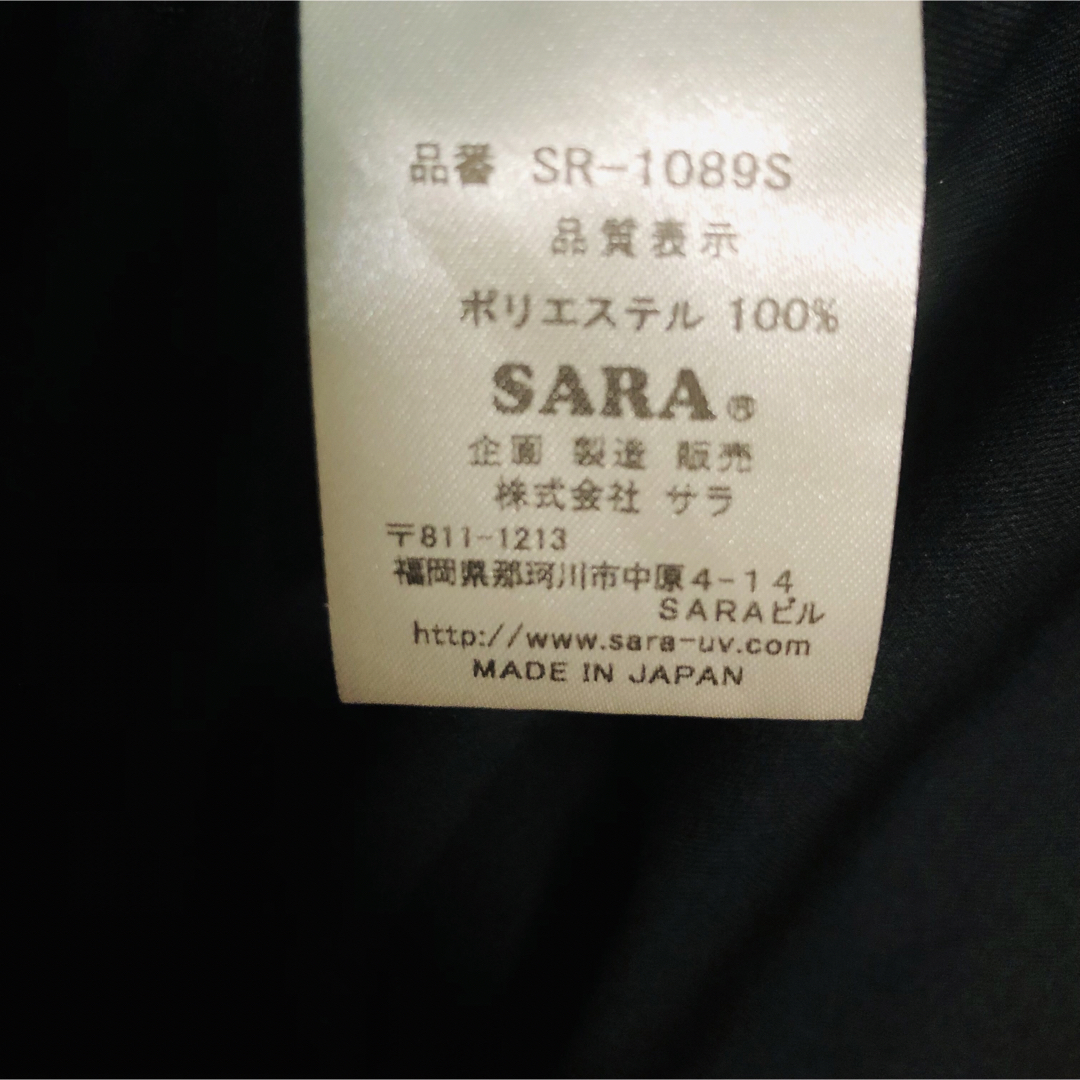 品番 SR-1089S
品質表示
ポリエステル 100%
SARA®
企画 製造 販売
株式会社 サラ
〒811-1213
福岡県那珂川市中原4-14
SARAビル
http://www.sara-uv.com
MADE IN JAPAN